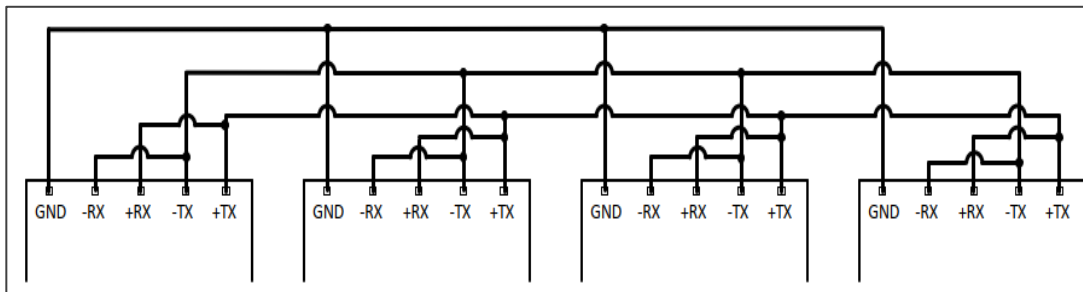 GND -RX +RX -TX +TX GND -RX +RX -TX +TX GND -RX +RX -TX +TX GND -RX +RX -TX +TX